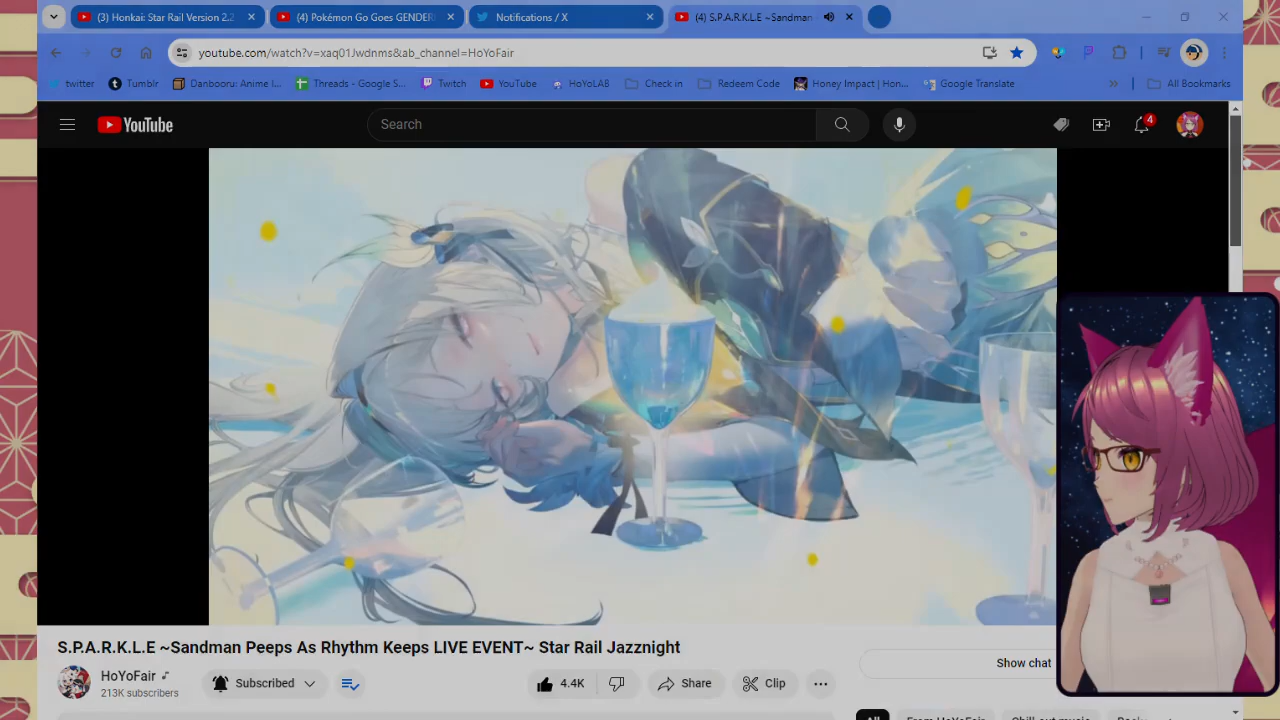 (3) Honkai: Star Rail Version 2.2
(4) Pokémon Go Goes GENDER
Notifications / X
(4) S.P.A.R.K.L.E ~Sandman
youtube.com/watch?v=xaq01Jwdnms&ab_channel=HoYoFair
twitter
Tumblr
Danbooru: Anime I...
Threads - Google S...
Twitch
YouTube
HoYoLAB
Check in
Redeem Code
Honey Impact | Hon...
Google Translate
»
All Bookmarks
YouTube
Search
4
S.P.A.R.K.L.E ~Sandman Peeps As Rhythm Keeps LIVE EVENT~ Star Rail Jazznight
HoYoFair
213K subscribers
Subscribed
4.4K
Share
Clip
Show chat
All
From HoYoFair
Chill-out music